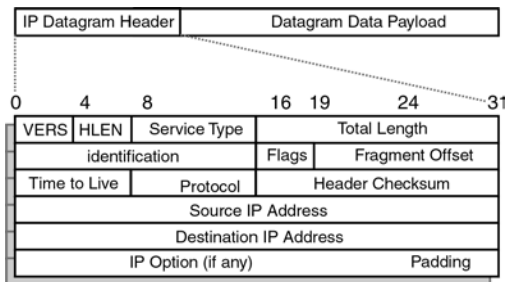 IP Datagram Header Datagram Data Payload
0 4 8 16 19 24 31
VERS HLEN Service Type Total Length
identification Flags Fragment Offset
Time to Live Protocol Header Checksum
Source IP Address
Destination IP Address
IP Option (if any) Padding